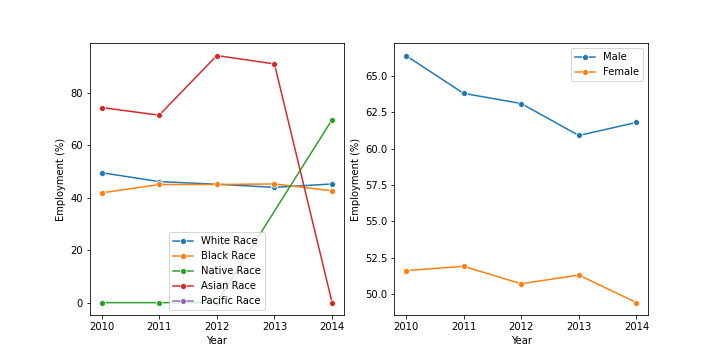 Employment (%)
80
60
40
20
0
White Race
Black Race
Native Race
Asian Race
Pacific Race
2010 2011 2012 2013 2014
Year
Employment (%)
65.0
62.5
60.0
57.5
55.0
52.5
50.0
Male
Female
2010 2011 2012 2013 2014
Year